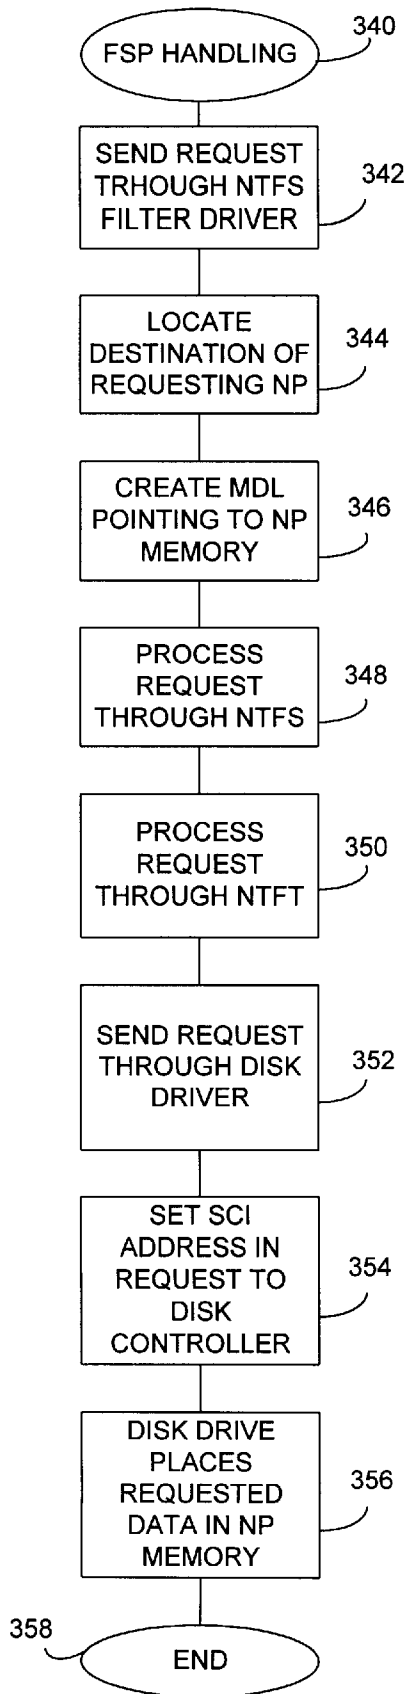 FSP HANDLING
340
SEND REQUEST
TRHOUGH NTFS
FILTER DRIVER
342
LOCATE
DESTINATION OF
REQUESTING NP
344
CREATE MDL
POINTING TO NP
MEMORY
346
PROCESS
REQUEST
THROUGH NTFS
348
PROCESS
REQUEST
THROUGH NTFT
350
SEND REQUEST
THROUGH DISK
DRIVER
352
SET SCI
ADDRESS IN
REQUEST TO
DISK
CONTROLLER
354
DISK DRIVE
PLACES
REQUESTED
DATA IN NP
MEMORY
356
358
END